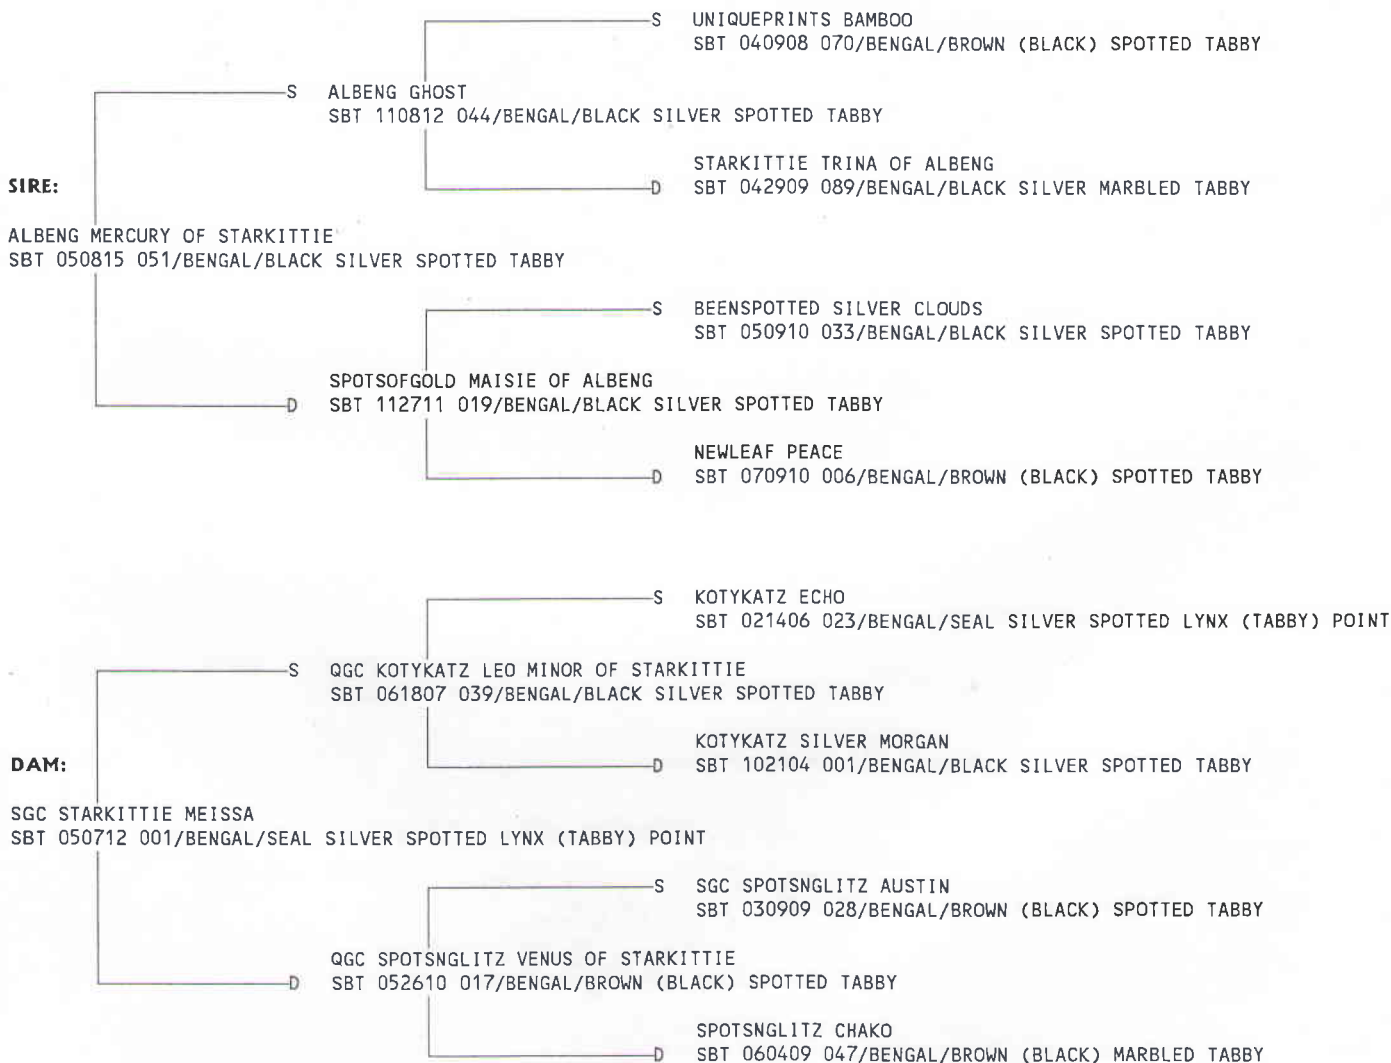 S UNIQUEPRINTS BAMBOO
SBT 040908 070/BENGAL/BROWN (BLACK) SPOTTED TABBY
S ALBENG GHOST
SBT 110812 044/BENGAL/BLACK SILVER SPOTTED TABBY
STARKITTIE TRINA OF ALBENG
D SBT 042909 089/BENGAL/BLACK SILVER MARBLED TABBY
SIRE:
ALBENG MERCURY OF STARKITTIE
SBT 050815 051/BENGAL/BLACK SILVER SPOTTED TABBY
S BEENSPOTTED SILVER CLOUDS
SBT 050910 033/BENGAL/BLACK SILVER SPOTTED TABBY
SPOTSOFGOLD MAISIE OF ALBENG
D SBT 112711 019/BENGAL/BLACK SILVER SPOTTED TABBY
NEWLEAF PEACE
D SBT 070910 006/BENGAL/BROWN (BLACK) SPOTTED TABBY
S KOTYKATZ ECHO
SBT 021406 023/BENGAL/SEAL SILVER SPOTTED LYNX (TABBY) POINT
S QGC KOTYKATZ LEO MINOR OF STARKITTIE
SBT 061807 039/BENGAL/BLACK SILVER SPOTTED TABBY
KOTYKATZ SILVER MORGAN
D SBT 102104 001/BENGAL/BLACK SILVER SPOTTED TABBY
DAM:
SGC STARKITTIE MEISSA
SBT 050712 001/BENGAL/SEAL SILVER SPOTTED LYNX (TABBY) POINT
S SGC SPOTSNGLITZ AUSTIN
SBT 030909 028/BENGAL/BROWN (BLACK) SPOTTED TABBY
QGC SPOTSNGLITZ VENUS OF STARKITTIE
D SBT 052610 017/BENGAL/BROWN (BLACK) SPOTTED TABBY
SPOTSNGLITZ CHAKO
D SBT 060409 047/BENGAL/BROWN (BLACK) MARBLED TABBY